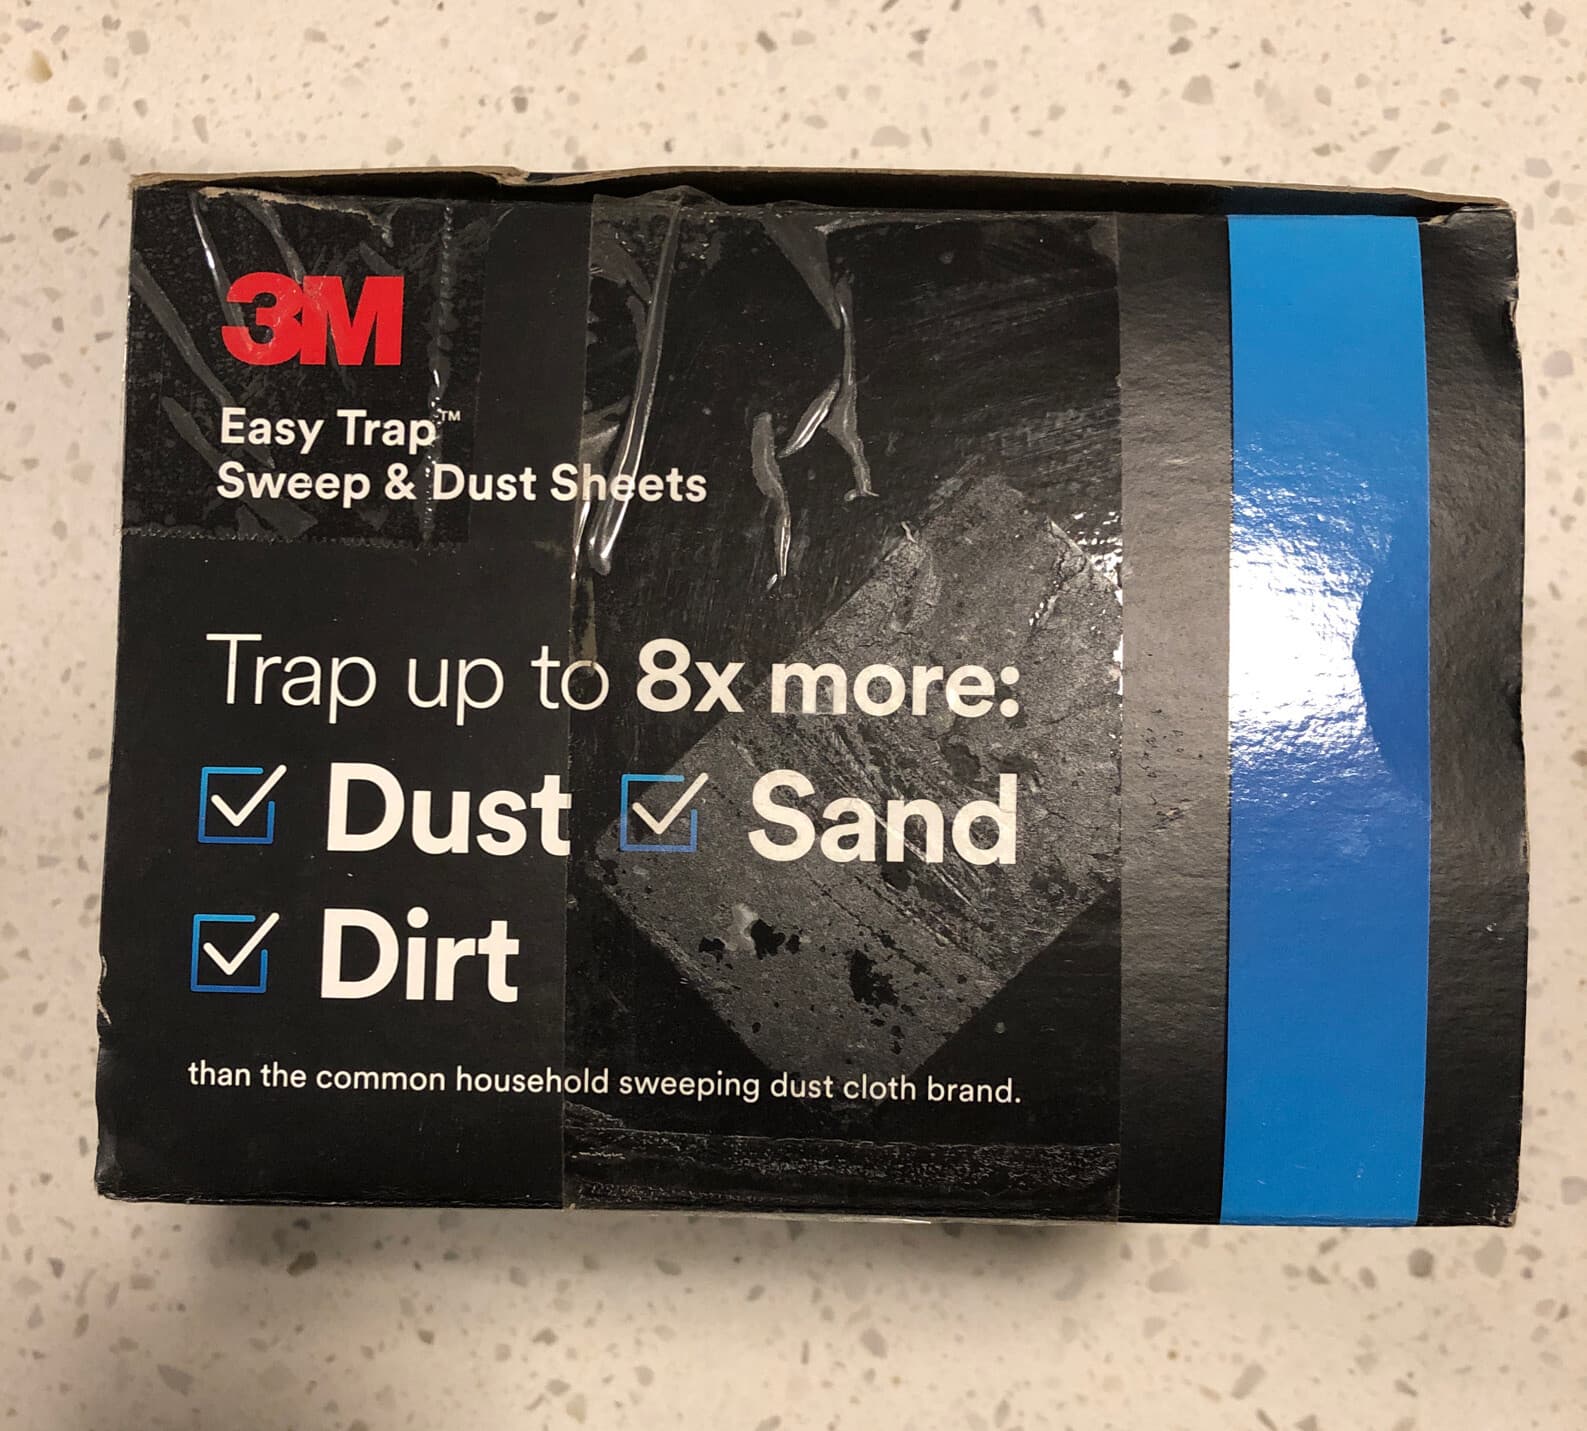 3M
Easy Trap™
Sweep & Dust Sheets
Trap up to 8x more:
Dust Sand
Dirt
than the common household sweeping dust cloth brand.